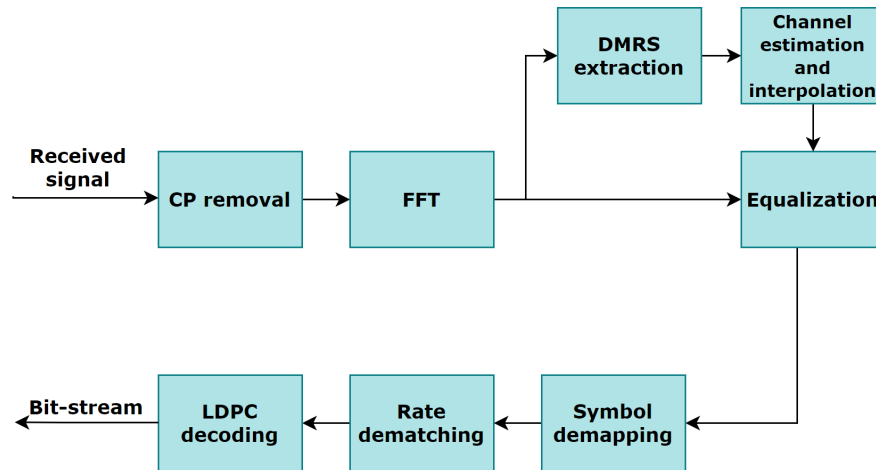 Received
signal
CP removal
FFT
DMRS
extraction
Channel
estimation
and
interpolation
Equalization
Symbol
demapping
Rate
dematching
LDPC
decoding
Bit-stream